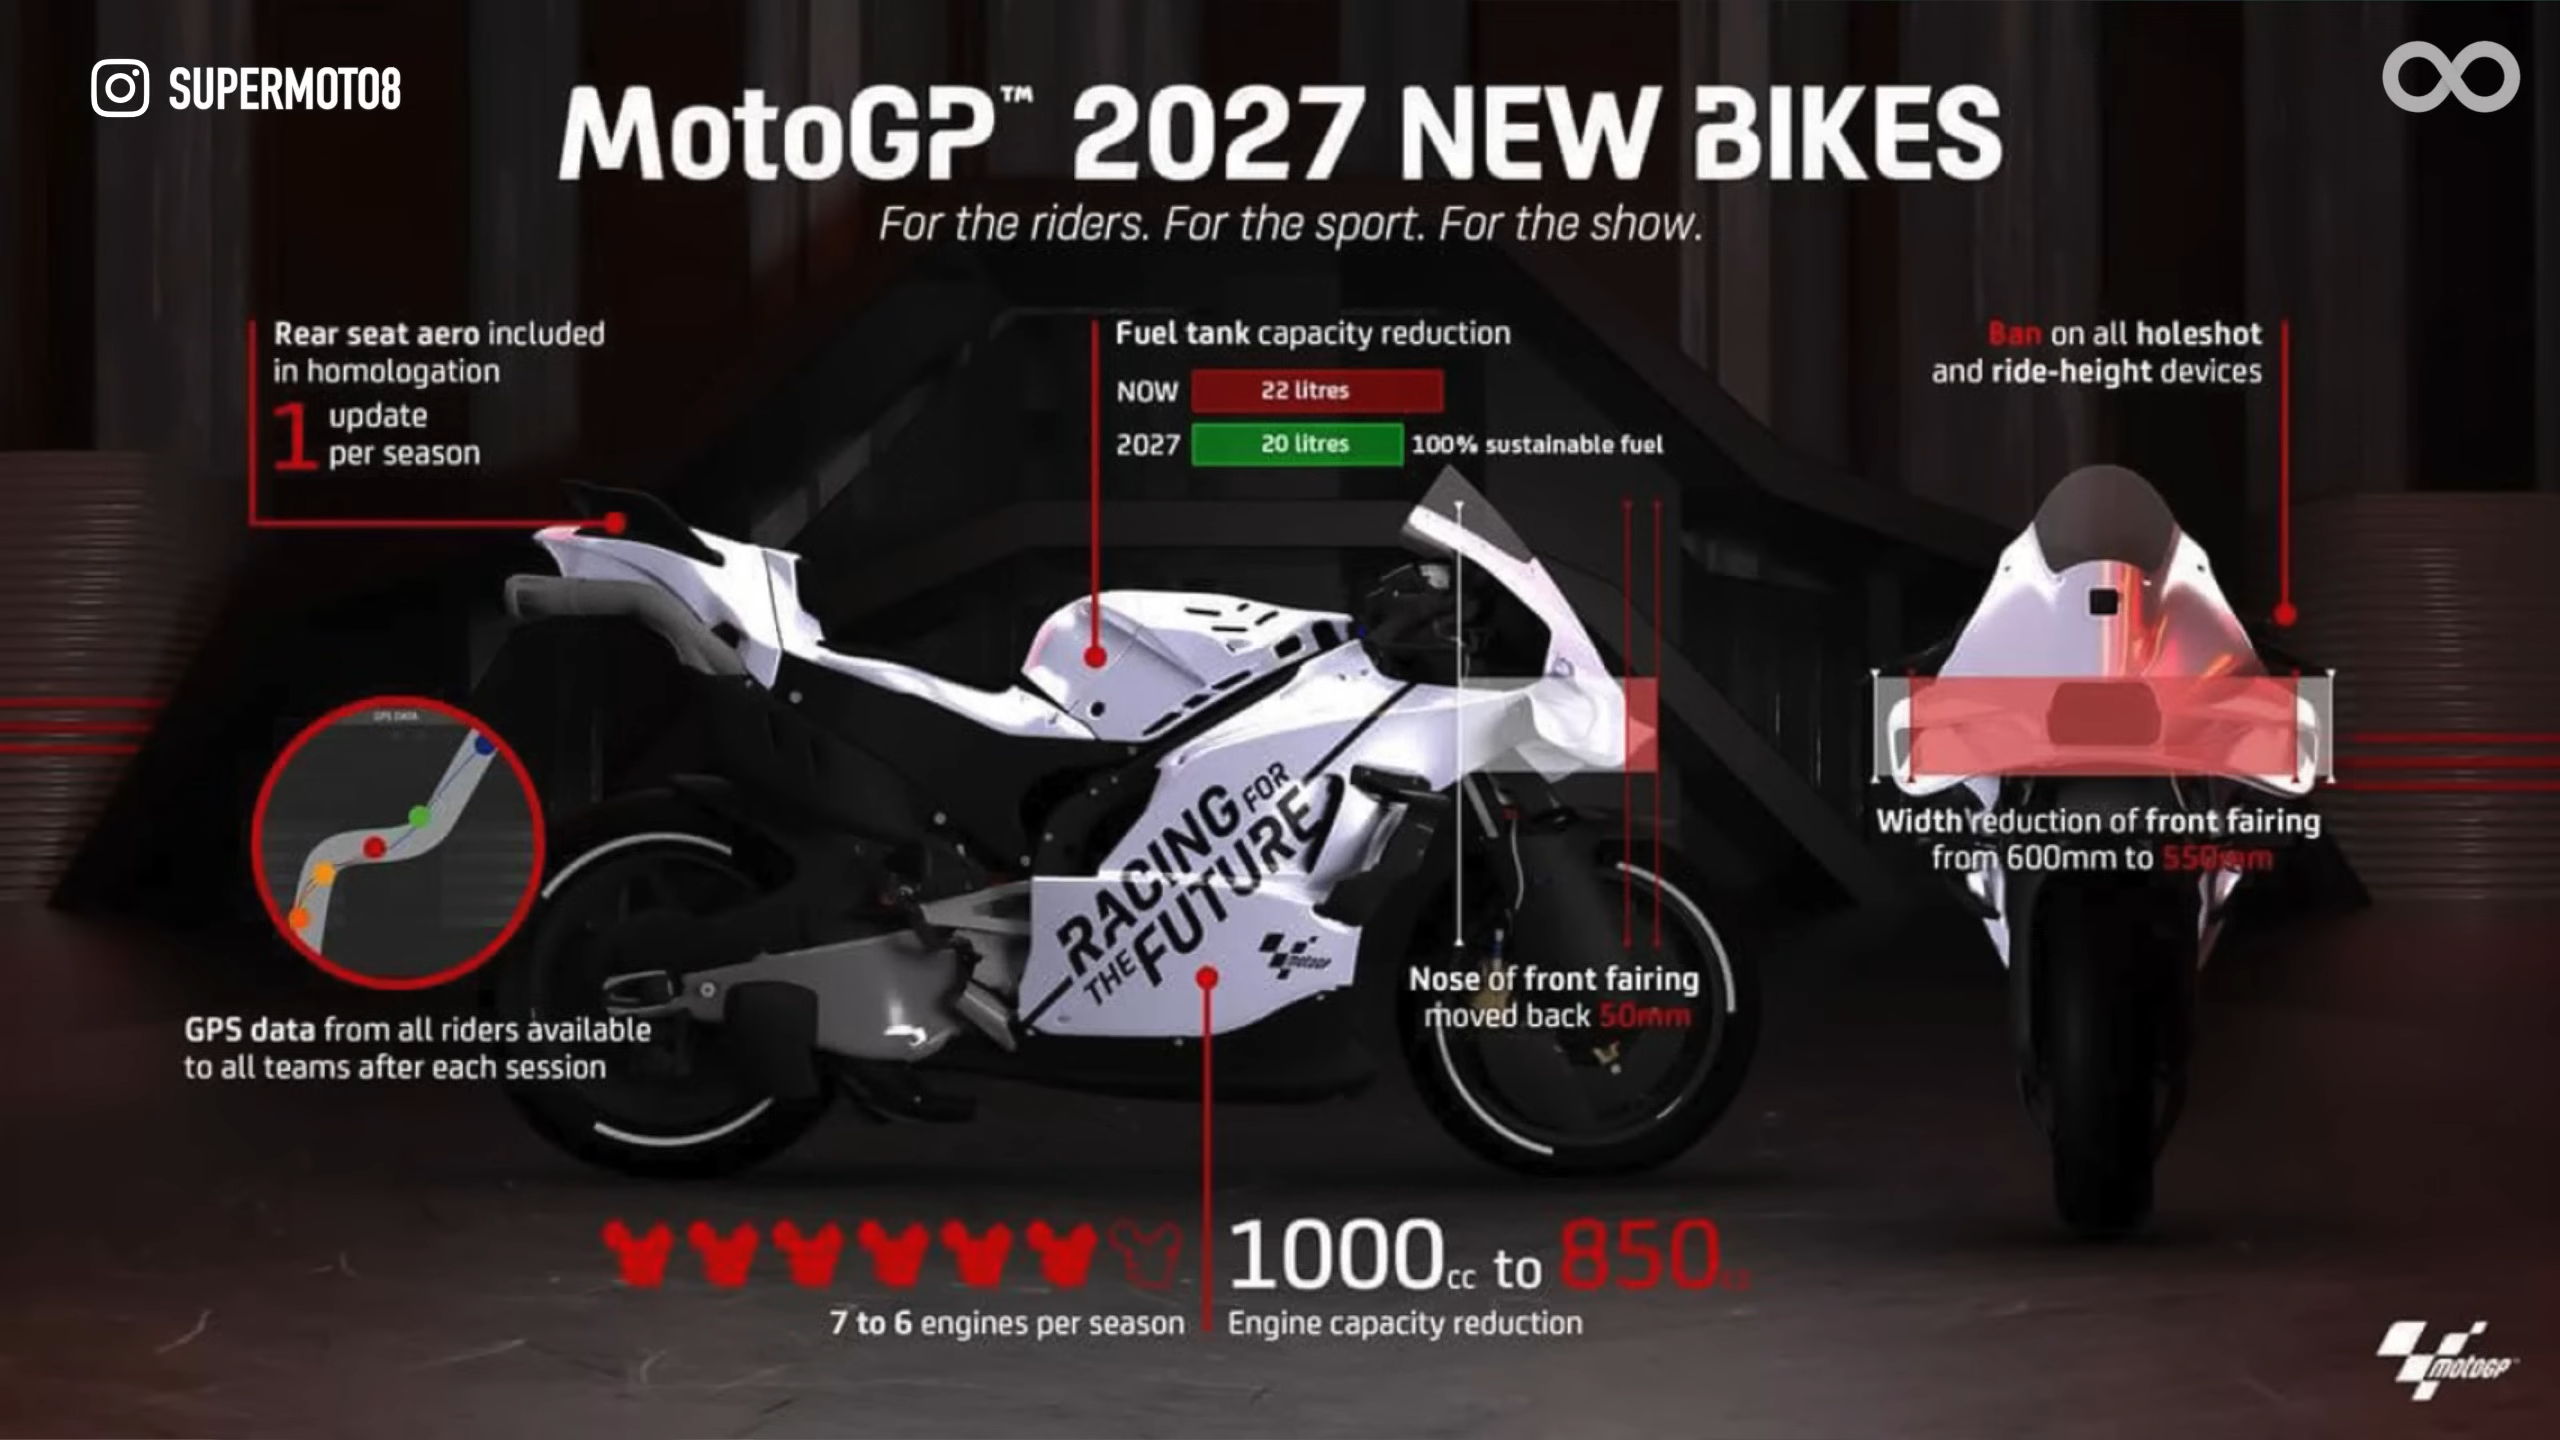 SUPERMOTO8
MotoGP™ 2027 NEW BIKES
For the riders. For the sport. For the show.
Rear seat aero included
in homologation
1 update
per season
Fuel tank capacity reduction
NOW 22 litres
2027 20 litres 100% sustainable fuel
Ban on all holeshot
and ride-height devices
GPS DATA
GPS data from all riders available
to all teams after each session
RACING FOR
THE FUTURE
motoGP
Nose of front fairing
moved back 50mm
Width reduction of front fairing
from 600mm to 550mm
7 to 6 engines per season
1000cc to 850cc
Engine capacity reduction
motoGP™